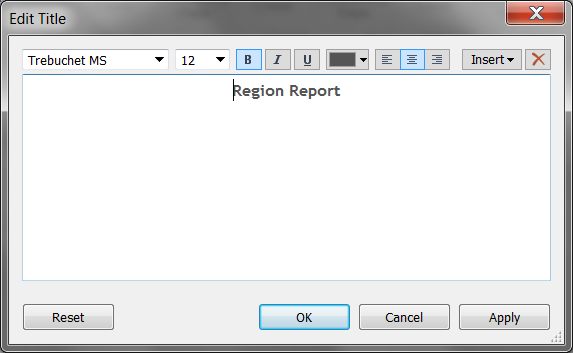 Edit Title
Trebuchet MS 12 B I U Insert
Region Report
Reset OK Cancel Apply